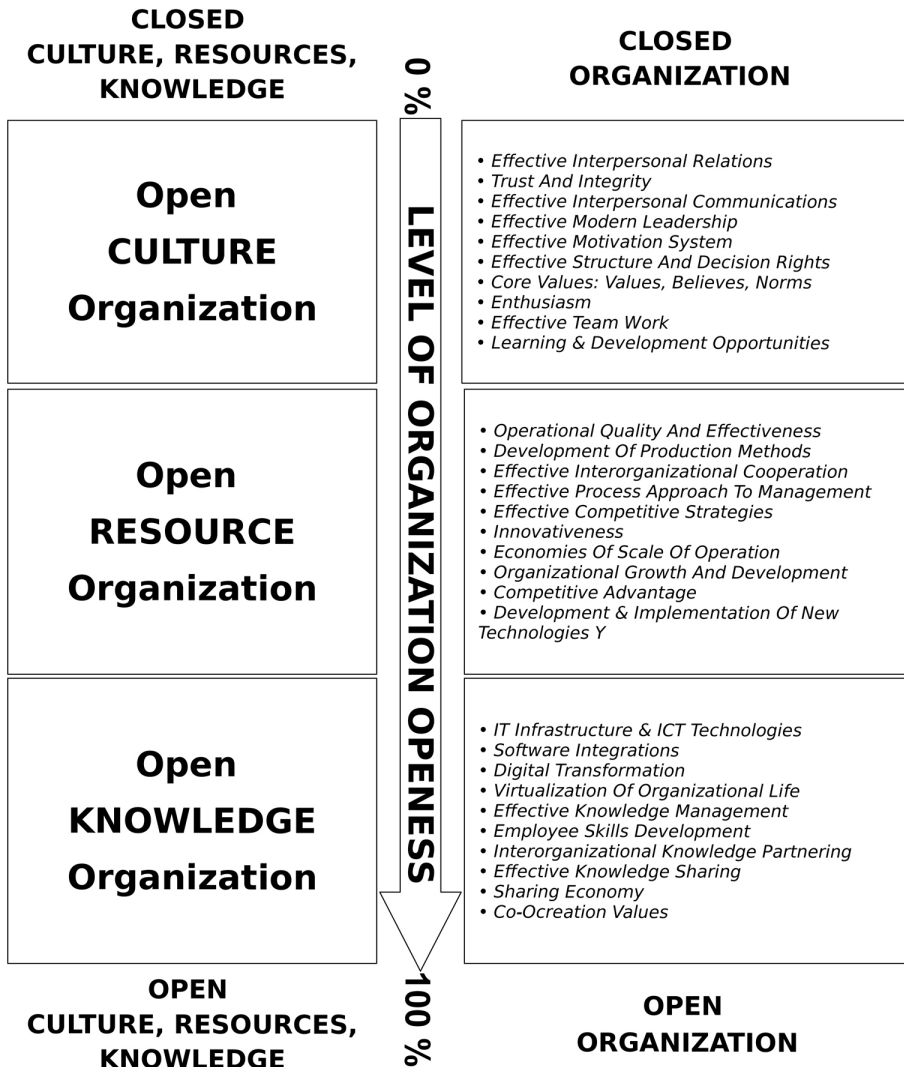 CLOSED
CULTURE, RESOURCES,
KNOWLEDGE
0 %
CLOSED
ORGANIZATION
Open
CULTURE
Organization
• Effective Interpersonal Relations
• Trust And Integrity
• Effective Interpersonal Communications
• Effective Modern Leadership
• Effective Motivation System
• Effective Structure And Decision Rights
• Core Values: Values, Believes, Norms
• Enthusiasm
• Effective Team Work
• Learning & Development Opportunities
LEVEL OF ORGANIZATION OPENESS
Open
RESOURCE
Organization
• Operational Quality And Effectiveness
• Development Of Production Methods
• Effective Interorganizational Cooperation
• Effective Process Approach To Management
• Effective Competitive Strategies
• Innovativeness
• Economies Of Scale Of Operation
• Organizational Growth And Development
• Competitive Advantage
• Development & Implementation Of New
Technologies Y
Open
KNOWLEDGE
Organization
• IT Infrastructure & ICT Technologies
• Software Integrations
• Digital Transformation
• Virtualization Of Organizational Life
• Effective Knowledge Management
• Employee Skills Development
• Interorganizational Knowledge Partnering
• Effective Knowledge Sharing
• Sharing Economy
• Co-Ocreation Values
OPEN
CULTURE, RESOURCES,
KNOWLEDGE
100 %
OPEN
ORGANIZATION